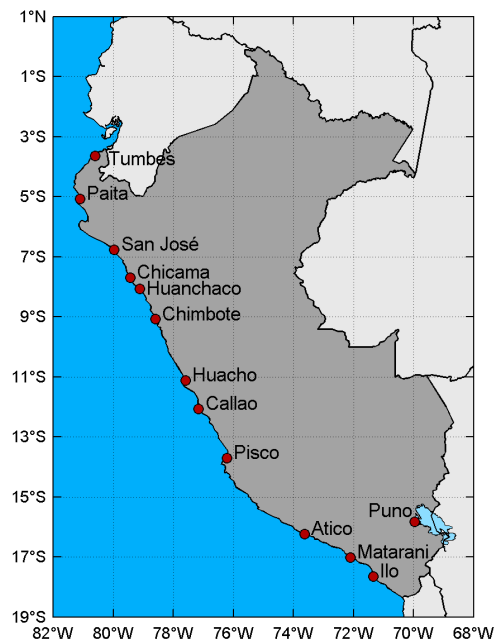 1°N
1°S
3°S
Tumbes
5°S
Paita
San José
7°S
Chicama
Huanchaco
9°S
Chimbote
11°S
Huacho
Callao
13°S
Pisco
15°S
Puno
Atico
17°S
Matarani
Ilo
19°S
82°W 80°W 78°W 76°W 74°W 72°W 70°W 68°W